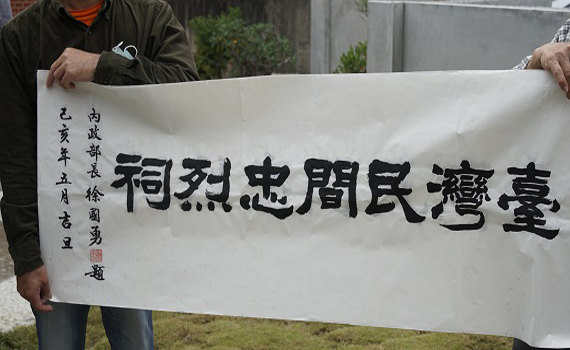 臺灣民間忠烈祠
內政部長徐國勇題
己亥年五月吉旦